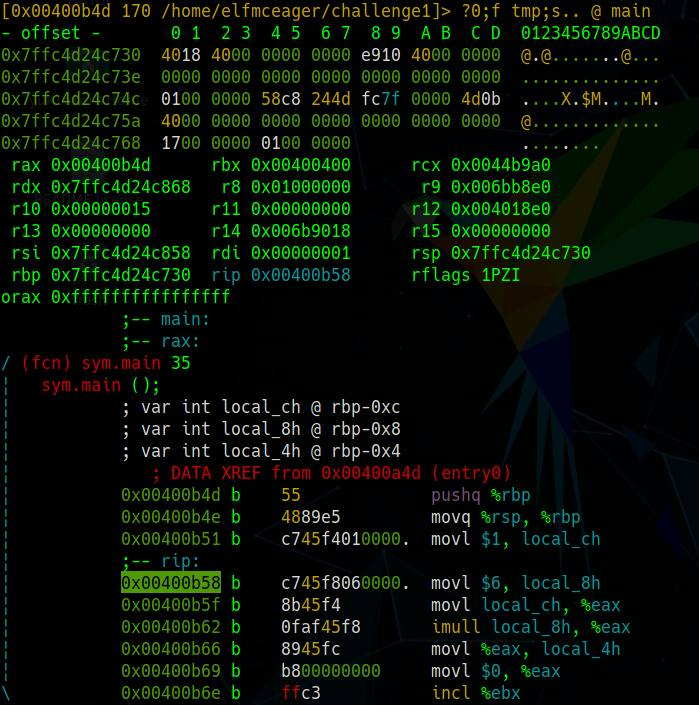 [0x00400b4d 170 /home/elfmceager/challenge1]> ?0;f tmp;s.. @ main
- offset -       0 1  2 3  4 5  6 7  8 9  A B  C D  0123456789ABCD
0x7ffc4d24c730  4018 4000 0000 0000 e910 4000 0000  @.@.......@...
0x7ffc4d24c73e  0000 0000 0000 0000 0000 0000 0000  ..............
0x7ffc4d24c74c  0100 0000 58c8 244d fc7f 0000 4d0b  ....X.$M....M.
0x7ffc4d24c75a  4000 0000 0000 0000 0000 0000 0000  @.............
0x7ffc4d24c768  1700 0000 0100 0000                 ........
rax 0x00400b4d      rbx 0x00400400      rcx 0x0044b9a0
rdx 0x7ffc4d24c868   r8 0x01000000       r9 0x006bb8e0
r10 0x00000015      r11 0x00000000      r12 0x004018e0
r13 0x00000000      r14 0x006b9018      r15 0x00000000
rsi 0x7ffc4d24c858  rdi 0x00000001      rsp 0x7ffc4d24c730
rbp 0x7ffc4d24c730  rip 0x00400b58      rflags 1PZI
orax 0xffffffffffffffff
;-- main:
;-- rax:
/ (fcn) sym.main 35
¦   sym.main ();
¦           ; var int local_ch @ rbp-0xc
¦           ; var int local_8h @ rbp-0x8
¦           ; var int local_4h @ rbp-0x4
¦              ; DATA XREF from 0x00400a4d (entry0)
¦           0x00400b4d b    55             pushq %rbp
¦           0x00400b4e b    4889e5         movq %rsp, %rbp
¦           0x00400b51 b    c745f4010000.  movl $1, local_ch
¦           ;-- rip:
¦           0x00400b58 b    c745f8060000.  movl $6, local_8h
¦           0x00400b5f b    8b45f4         movl local_ch, %eax
¦           0x00400b62 b    0faf45f8       imull local_8h, %eax
¦           0x00400b66 b    8945fc         movl %eax, local_4h
¦           0x00400b69 b    b800000000     movl $0, %eax
\           0x00400b6e b    ffc3           incl %ebx